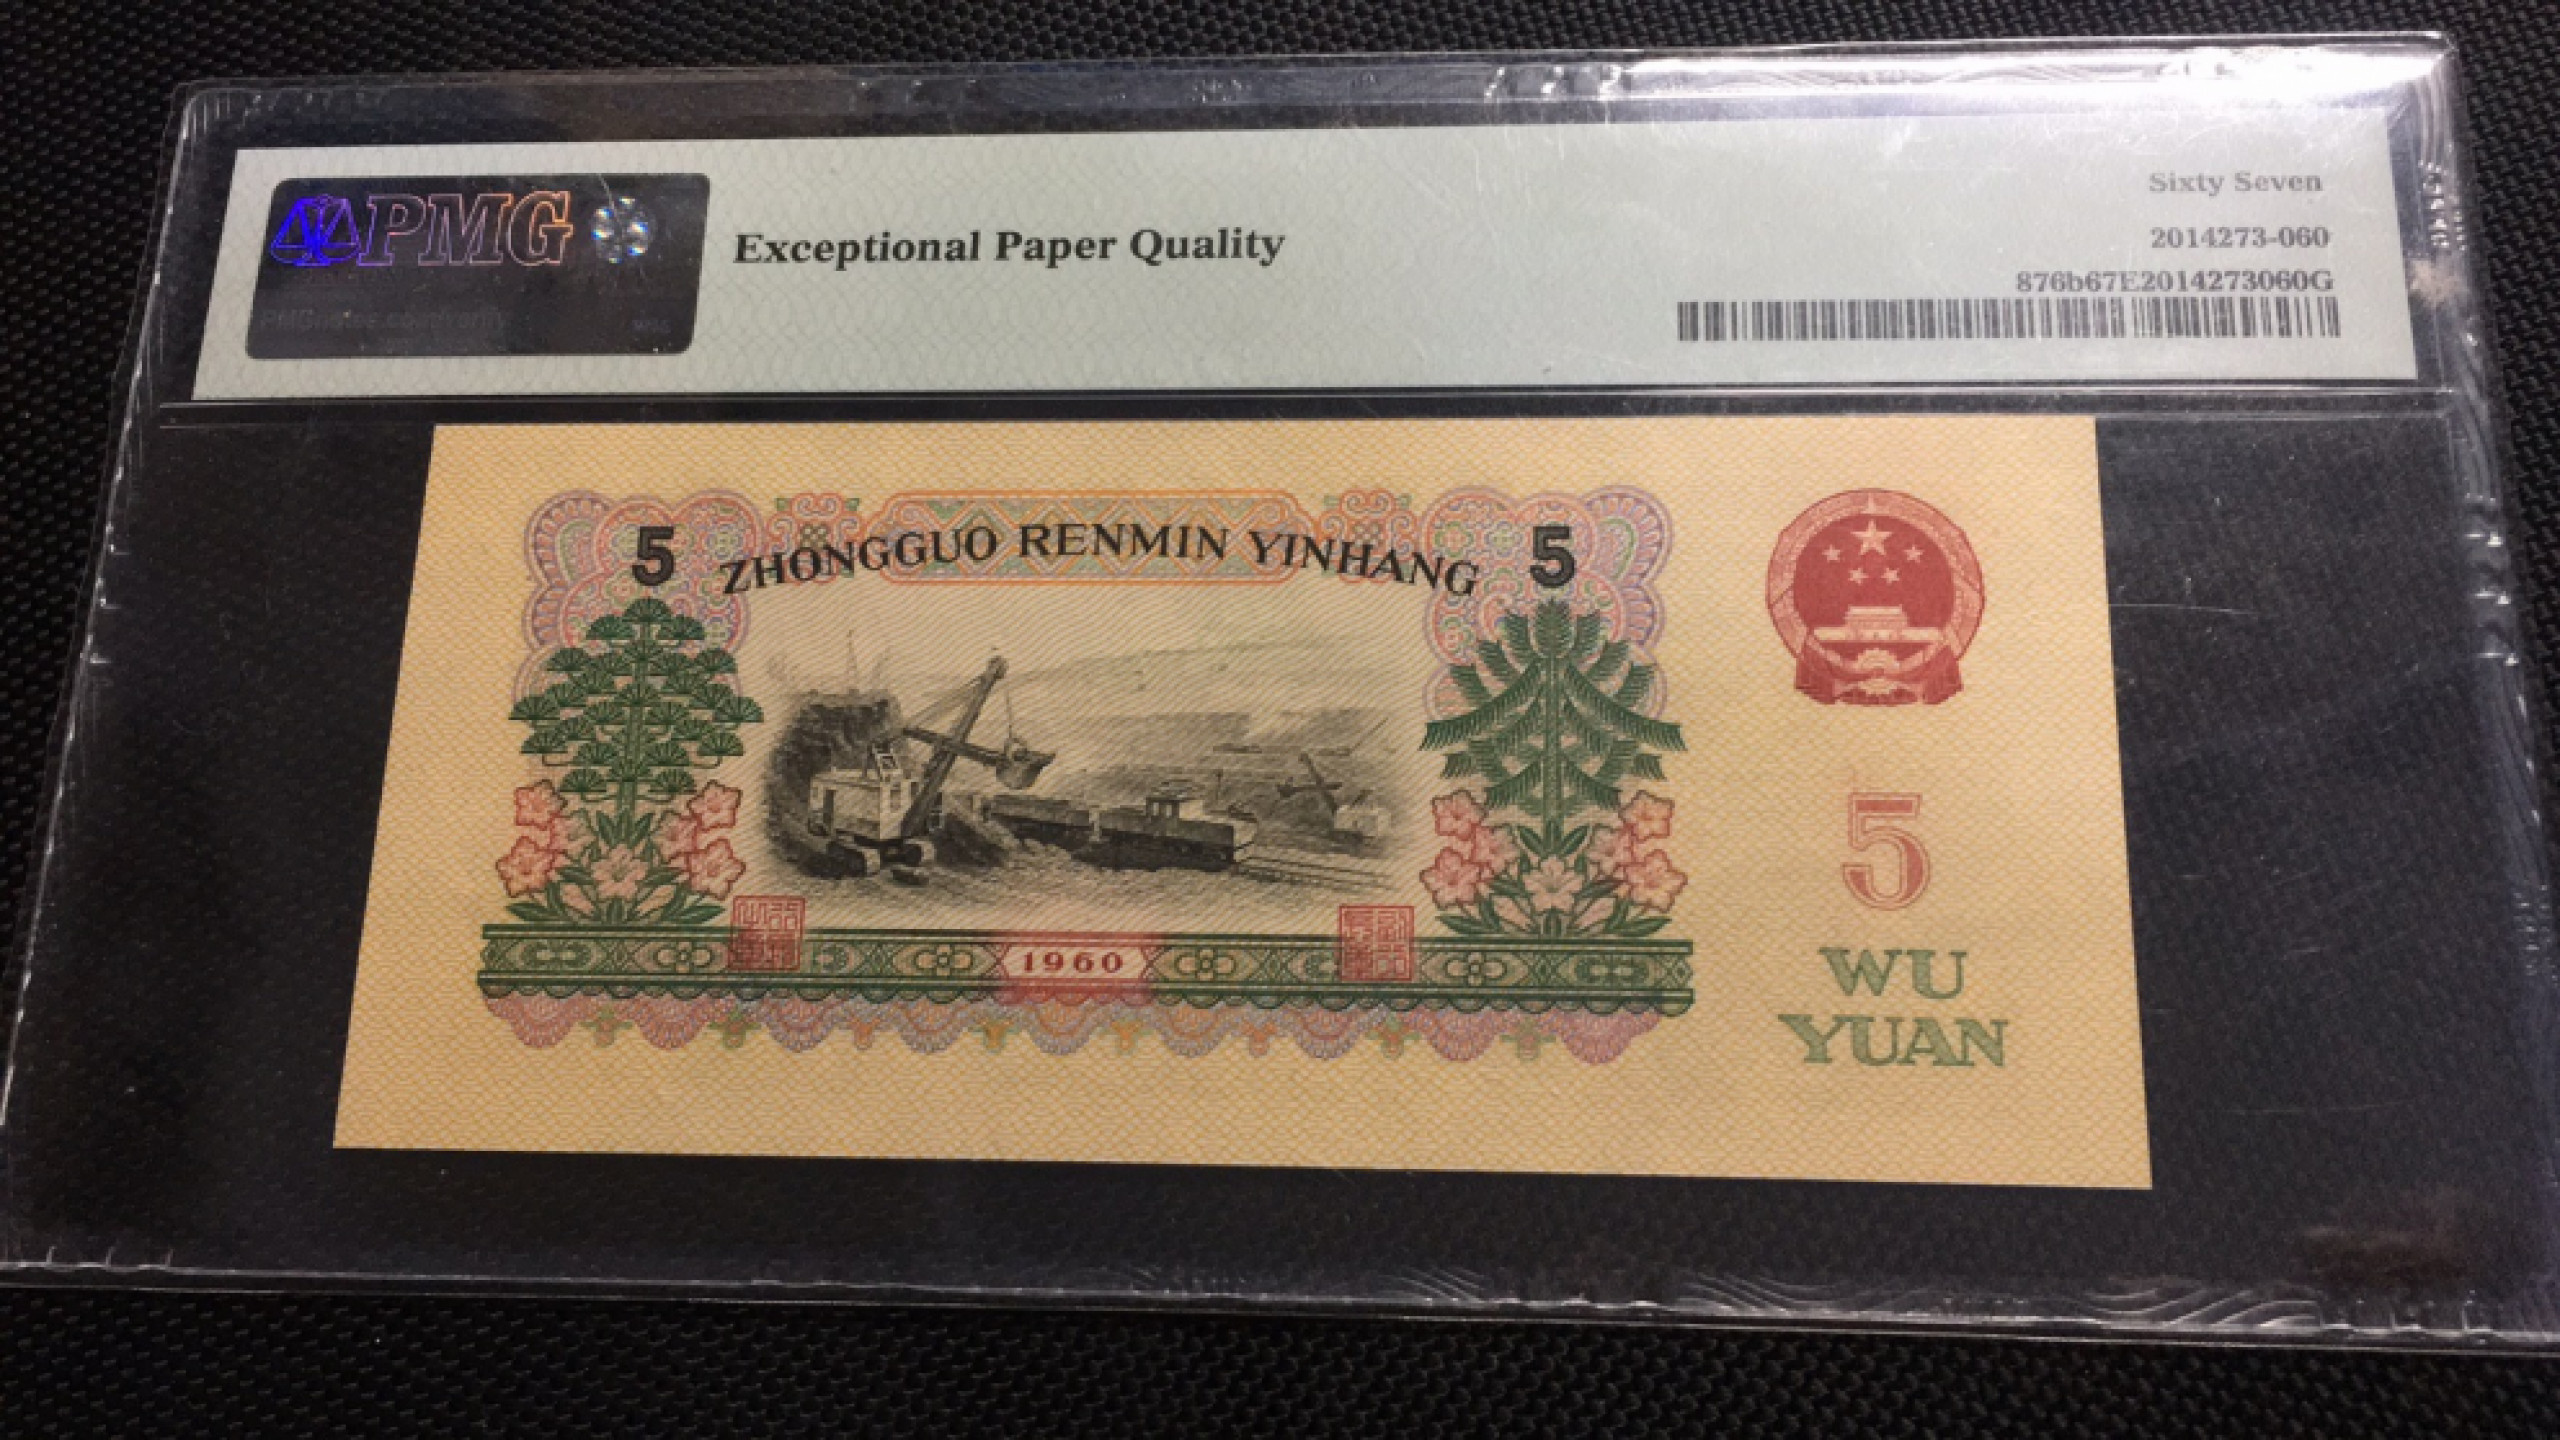 PMG
Exceptional Paper Quality
Sixty Seven
2014273-060
876b67E2014273060G
5 ZHONGGUO RENMIN YINHANG 5
5
WU
YUAN
1960